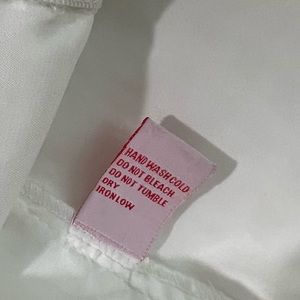 HAND WASH COLD
DO NOT BLEACH
DO NOT TUMBLE
DRY
IRON LOW